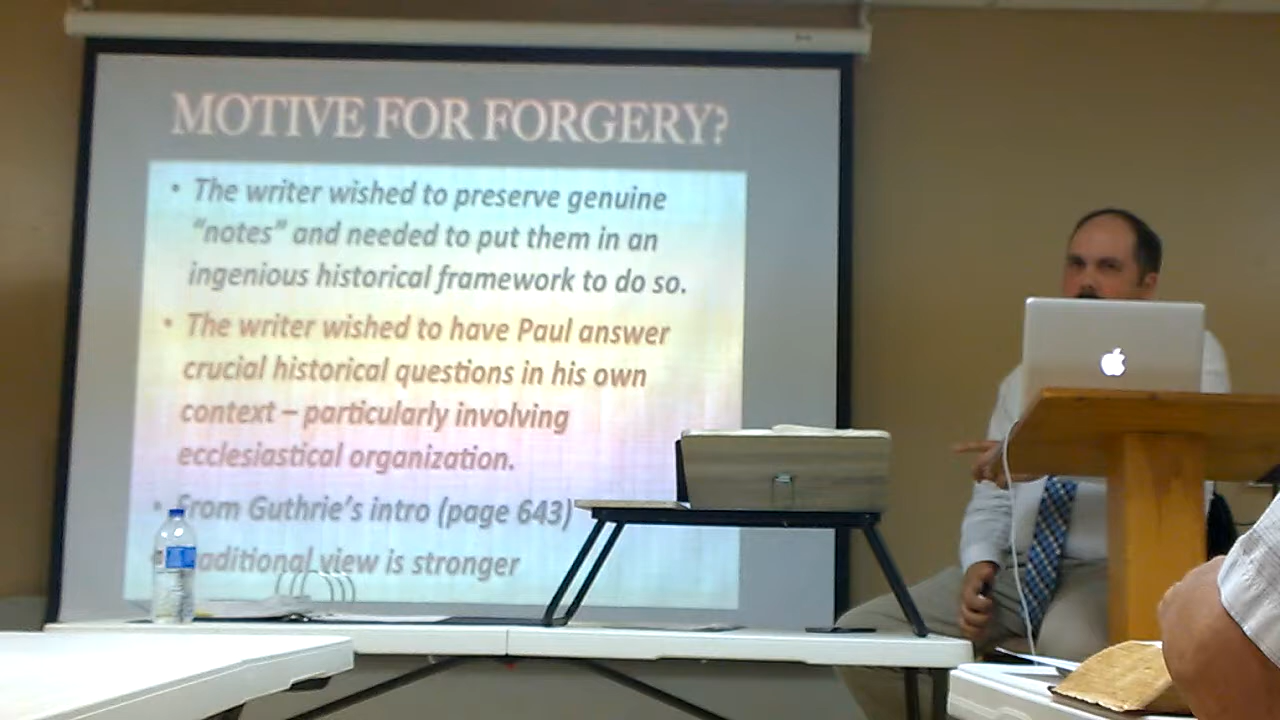 MOTIVE FOR FORGERY?
• The writer wished to preserve genuine
“notes” and needed to put them in an
ingenious historical framework to do so.
• The writer wished to have Paul answer
crucial historical questions in his own
context – particularly involving
ecclesiastical organization.
• From Guthrie’s intro (page 643)
raditional view is stronger